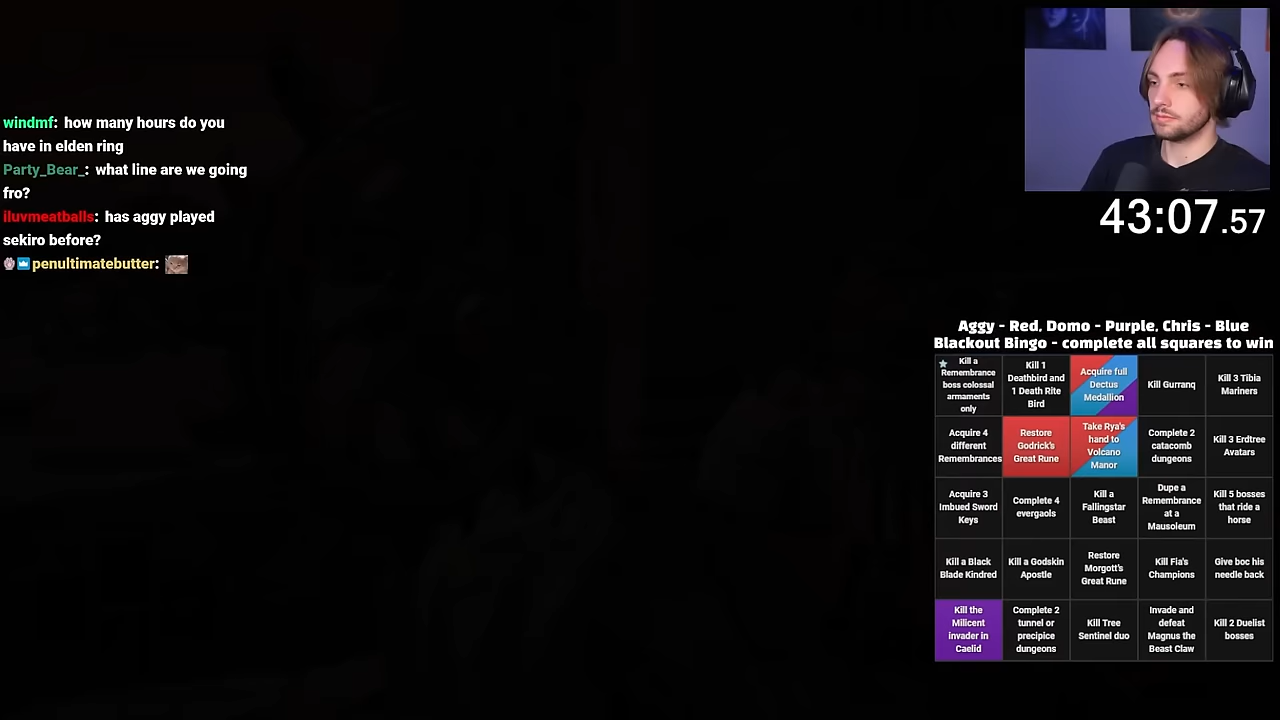 windmf: how many hours do you
have in elden ring
Party_Bear_: what line are we going
fro?
iluvmeatballs: has aggy played
sekiro before?
penultimatebutter:
43:07.57
Aggy - Red, Domo - Purple, Chris - Blue
Blackout Bingo - complete all squares to win
Kill a
Remembrance
boss colossal
armaments
only
Kill 1
Deathbird and
1 Death Rite
Bird
Acquire full
Dectus
Medallion
Kill Gurranq
Kill 3 Tibia
Mariners
Acquire 4
different
Remembrances
Restore
Godrick's
Great Rune
Take Rya's
hand to
Volcano
Manor
Complete 2
catacomb
dungeons
Kill 3 Erdtree
Avatars
Acquire 3
Imbued Sword
Keys
Complete 4
evergaols
Kill a
Fallingstar
Beast
Dupe a
Remembrance
at a
Mausoleum
Kill 5 bosses
that ride a
horse
Kill a Black
Blade Kindred
Kill a Godskin
Apostle
Restore
Morgott's
Great Rune
Kill Fia's
Champions
Give boc his
needle back
Kill the
Milicent
invader in
Caelid
Complete 2
tunnel or
precipice
dungeons
Kill Tree
Sentinel duo
Invade and
defeat
Magnus the
Beast Claw
Kill 2 Duelist
bosses